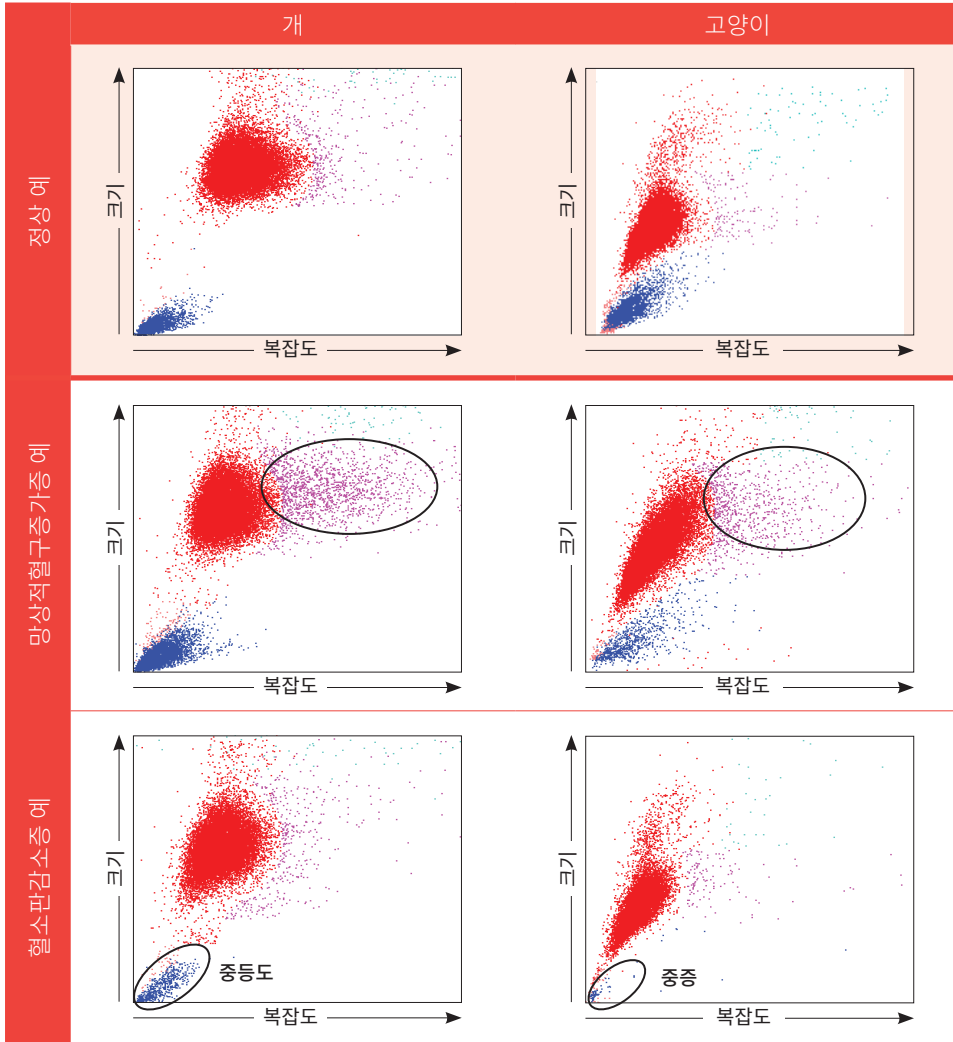 개
고양이
정상 예
크기
복잡도
크기
복잡도
망상적혈구증가증 예
크기
복잡도
크기
복잡도
혈소판감소증 예
크기
중등도
복잡도
크기
중증
복잡도